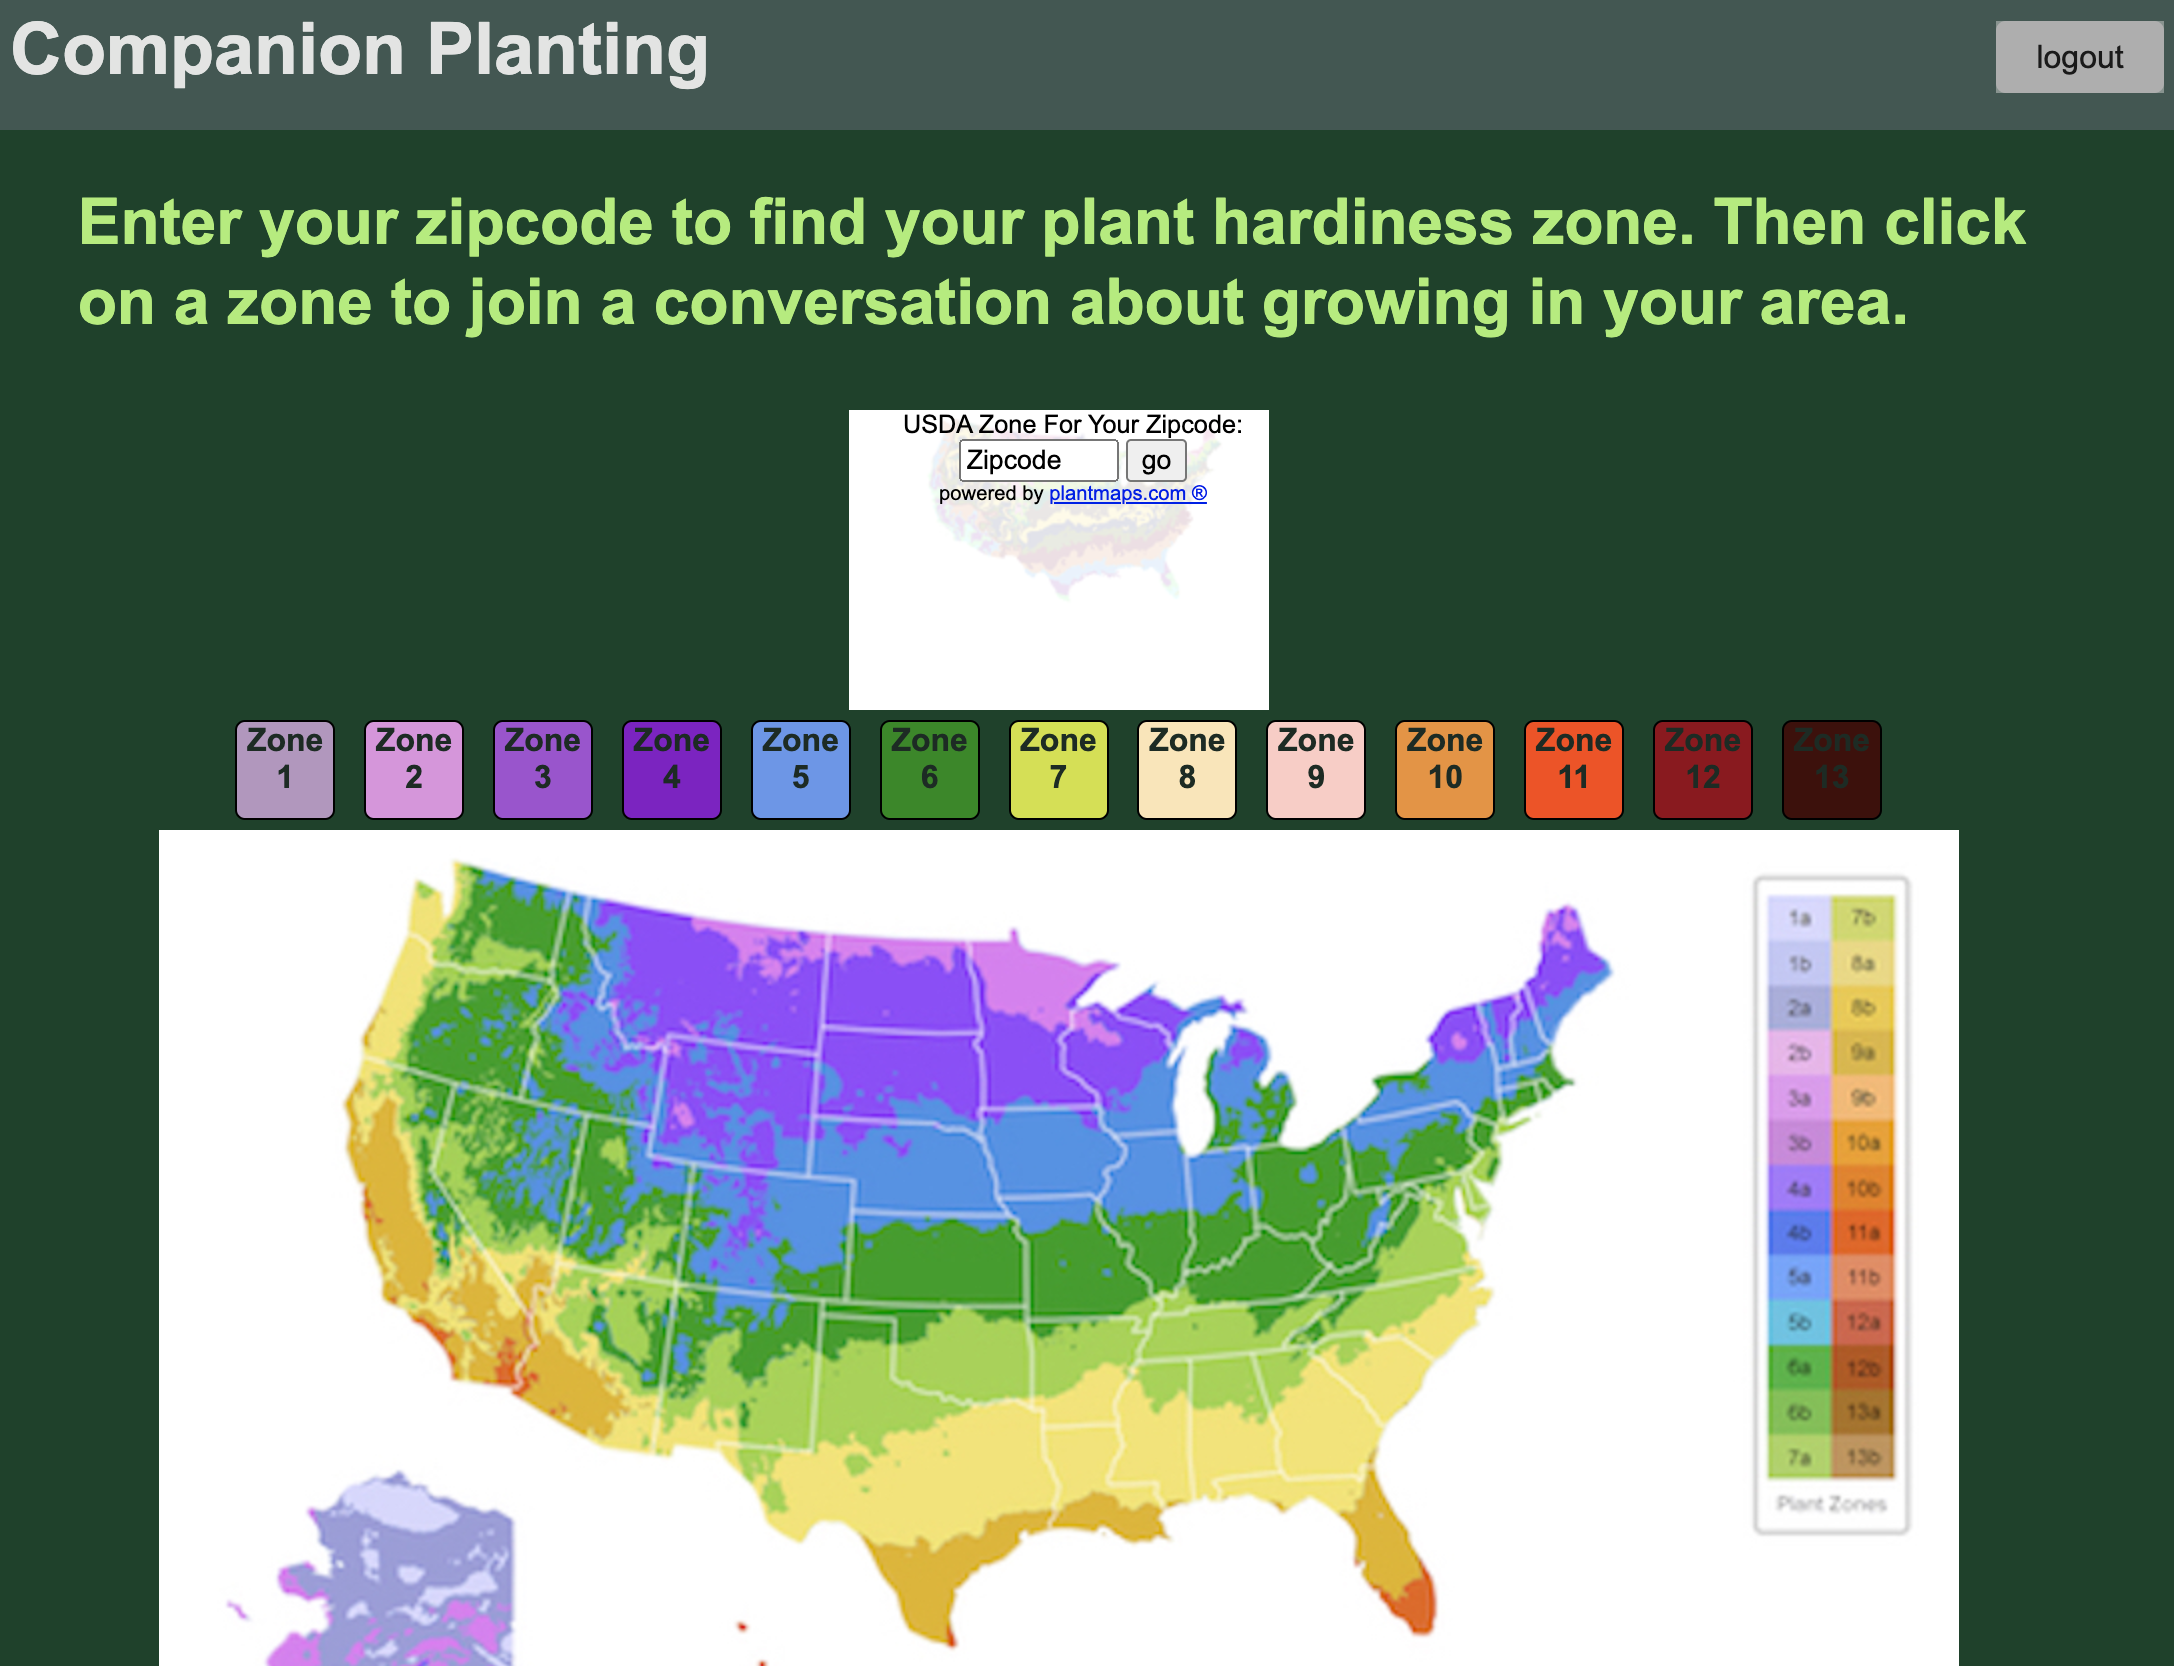 Companion Planting
logout
Enter your zipcode to find your plant hardiness zone. Then click
on a zone to join a conversation about growing in your area.
USDA Zone For Your Zipcode:
Zipcode go
powered by plantmaps.com ®
Zone Zone Zone Zone Zone Zone Zone Zone Zone Zone Zone Zone Zone
1 2 3 4 5 6 7 8 9 10 11 12 13
1a 7b
1b 8a
2a 8b
2b 9a
3a 9b
3b 10a
4a 10b
4b 11a
5a 11b
5b 12a
6a 12b
6b 13a
7a 13b
Plant Zones